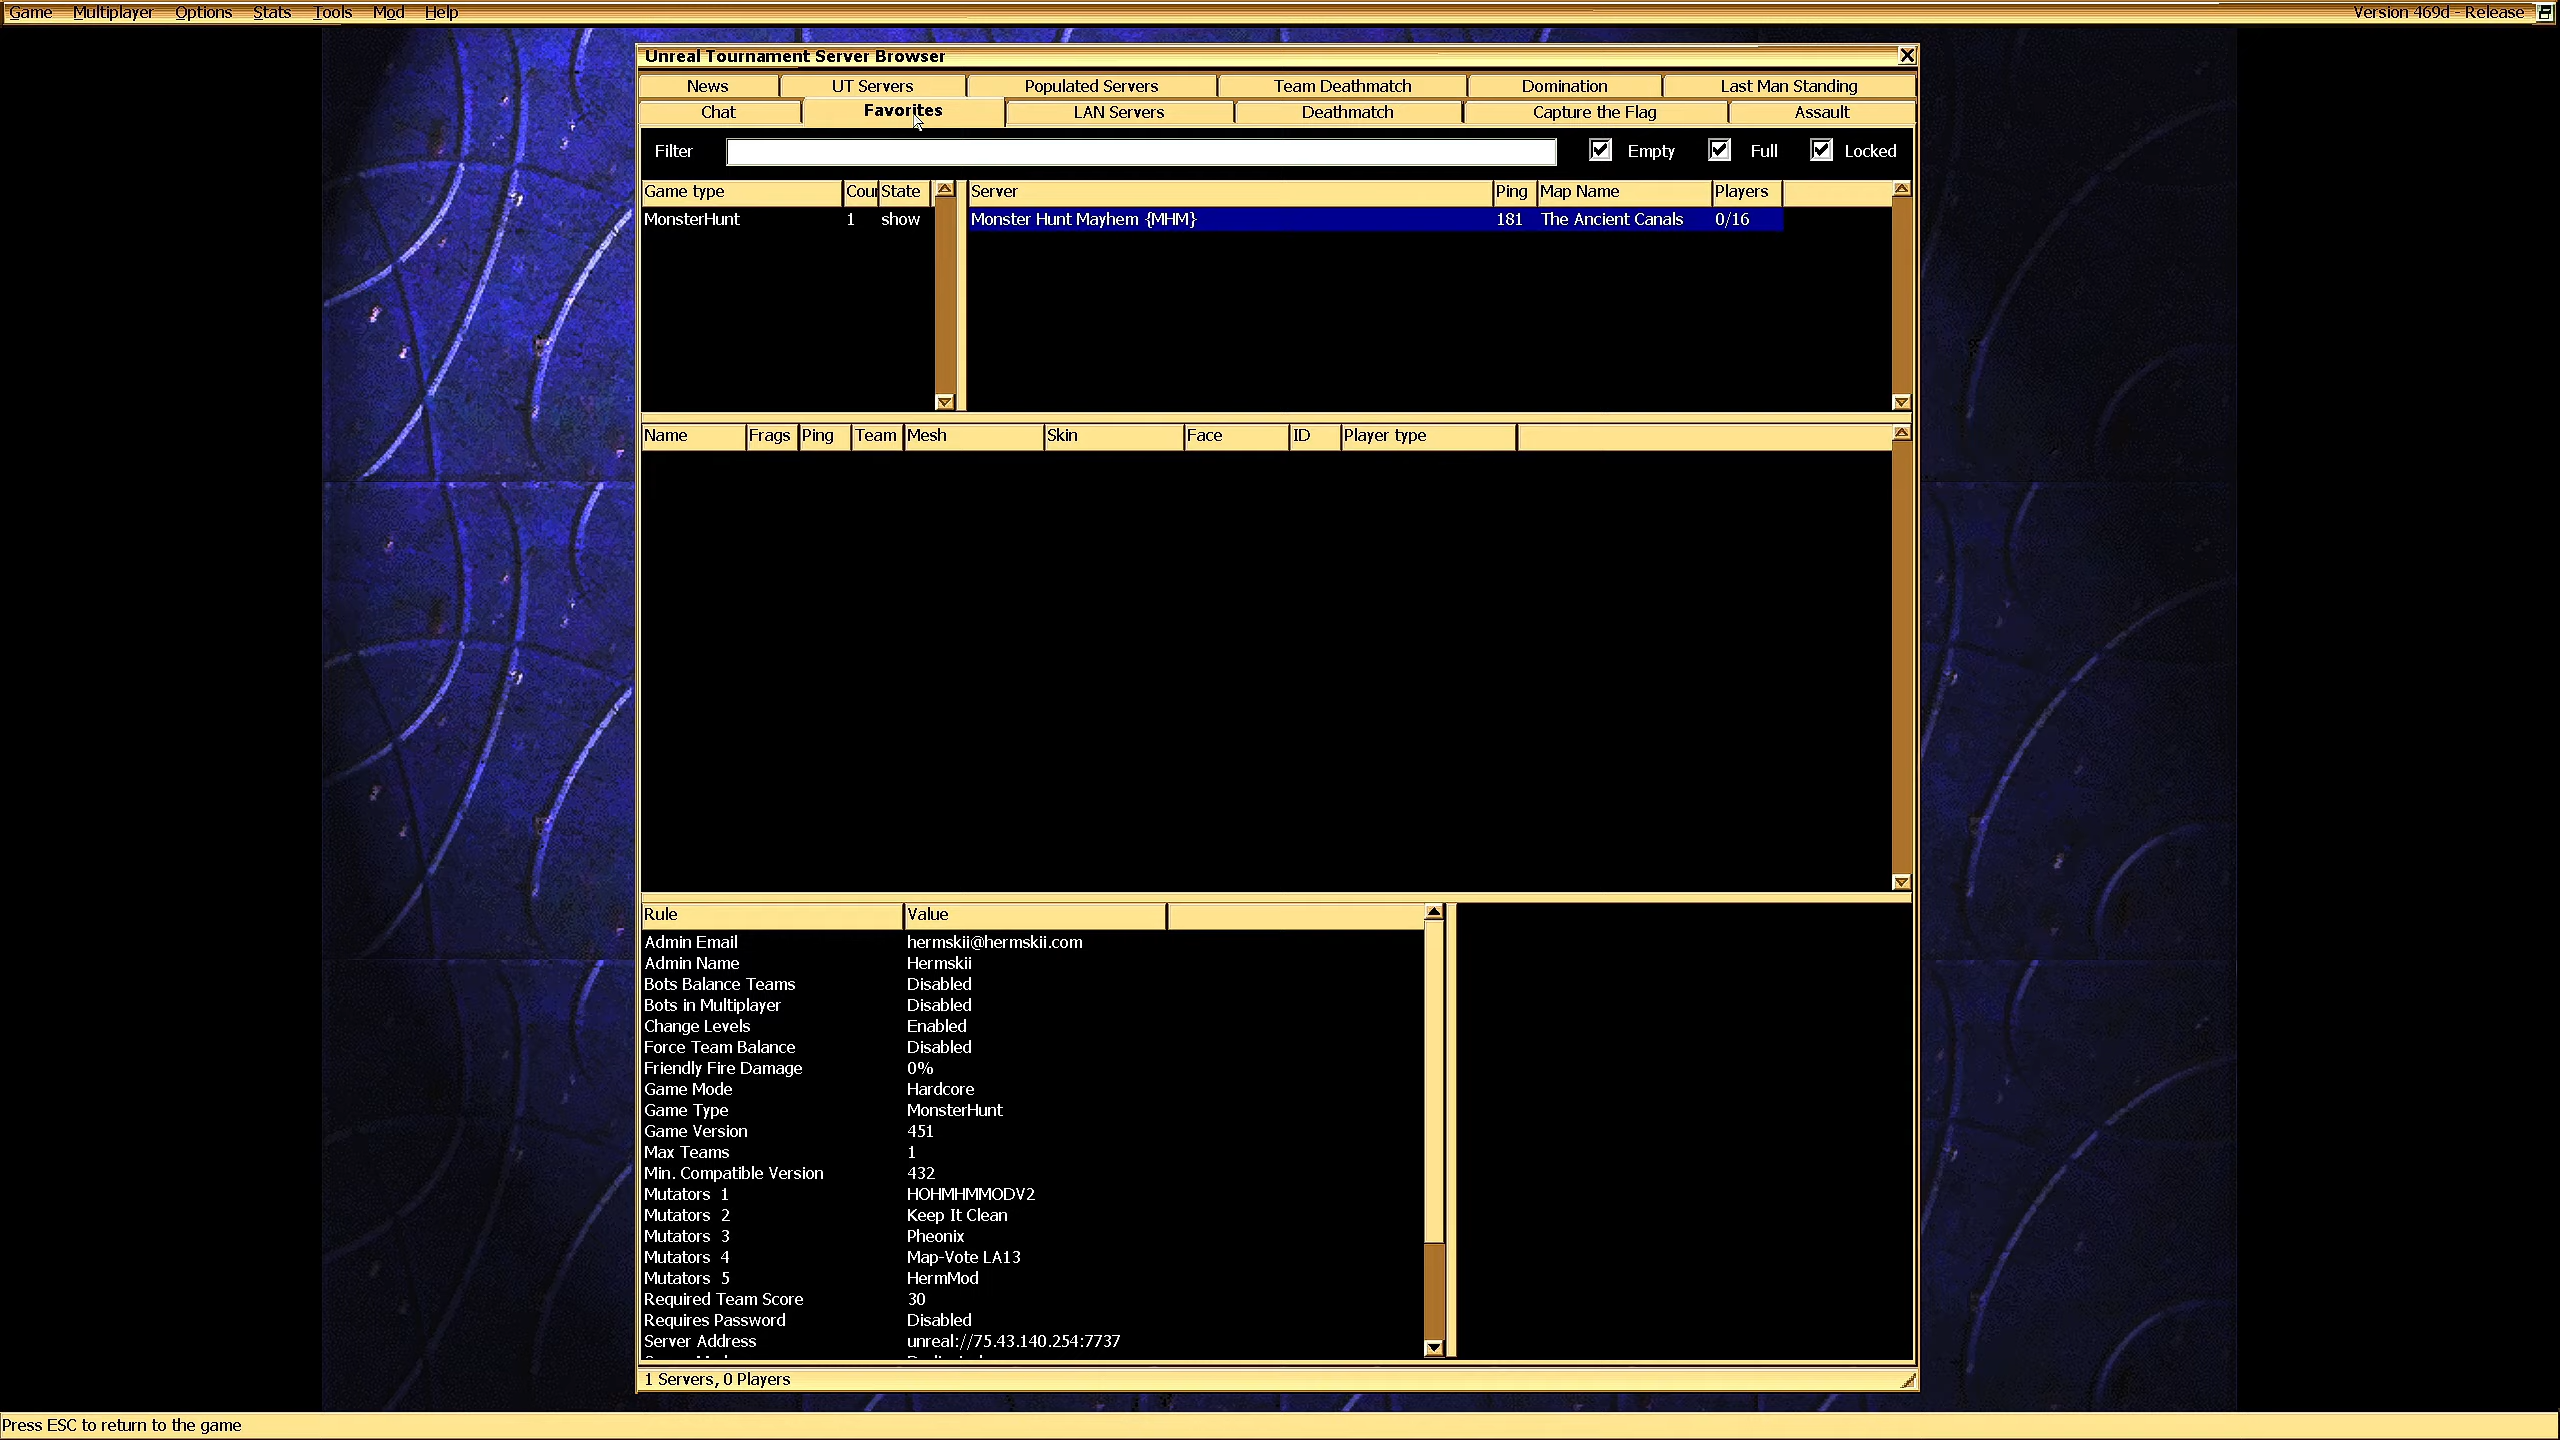 Game Multiplayer Options Stats Tools Mod Help Version 469d - Release
Unreal Tournament Server Browser
News UT Servers Populated Servers Team Deathmatch Domination Last Man Standing
Chat Favorites LAN Servers Deathmatch Capture the Flag Assault
Filter Empty Full Locked
Game type Cou State Server Ping Map Name Players
MonsterHunt 1 show Monster Hunt Mayhem {MHM} 181 The Ancient Canals 0/16
Name Frags Ping Team Mesh Skin Face ID Player type
Rule Value
Admin Email hermskii@hermskii.com
Admin Name Hermskii
Bots Balance Teams Disabled
Bots in Multiplayer Disabled
Change Levels Enabled
Force Team Balance Disabled
Friendly Fire Damage 0%
Game Mode Hardcore
Game Type MonsterHunt
Game Version 451
Max Teams 1
Min. Compatible Version 432
Mutators 1 HOHMHMMODV2
Mutators 2 Keep It Clean
Mutators 3 Pheonix
Mutators 4 Map-Vote LA13
Mutators 5 HermMod
Required Team Score 30
Requires Password Disabled
Server Address unreal://75.43.140.254:7737
1 Servers, 0 Players
Press ESC to return to the game